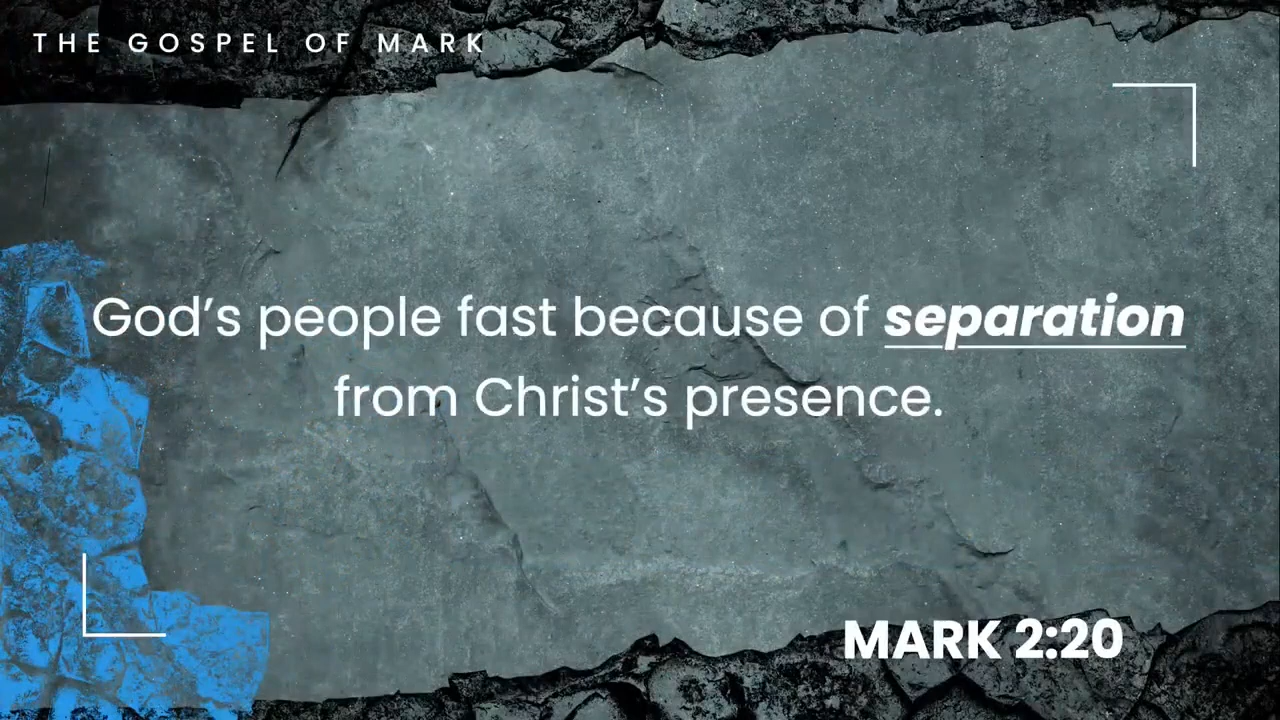 THE GOSPEL OF MARK
God’s people fast because of separation
from Christ’s presence.
MARK 2:20